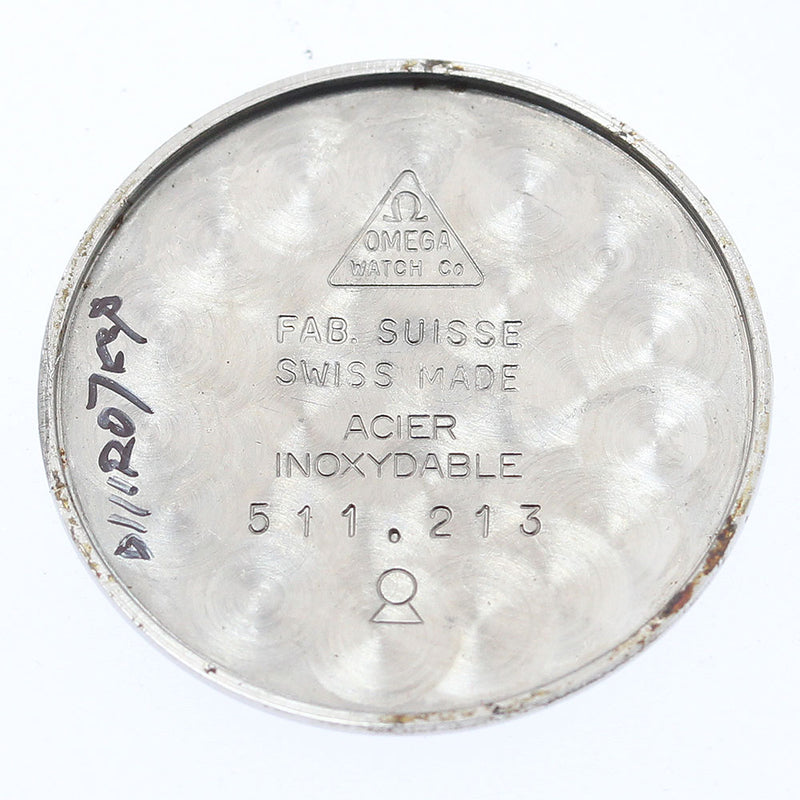 Ω
OMEGA
WATCH Co
FAB. SUISSE
SWISS MADE
ACIER
INOXYDABLE
511.213